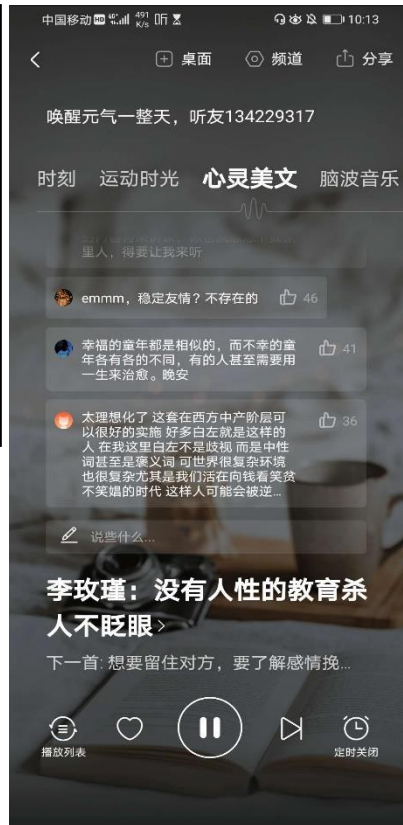 中国移动 HD 4G 491 K/s 10:13
桌面 频道 分享
唤醒元气一整天，听友134229317
时刻 运动时光 心灵美文 脑波音乐
里人，得要让我来听
emmm，稳定友情？不存在的 46
幸福的童年都是相似的，而不幸的童 41
年各有各的不同，有的人甚至需要用
一生来治愈。晚安
太理想化了 这套在西方中产阶层可 36
以很好的实施 好多白左就是这样的
人 在我这里白左不是歧视 而是中性
词甚至是褒义词 可世界很复杂环境
也很复杂尤其是我们活在向钱看笑贫
不笑娼的时代 这样人可能会被逆...
说些什么...
李玫瑾：没有人性的教育杀
人不眨眼>
下一首: 想要留住对方，要了解感情挽...
播放列表 定时关闭